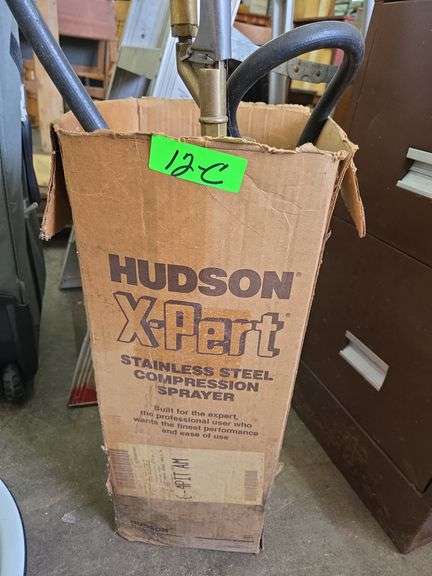 12-C
HUDSON®
X-Pert®
STAINLESS STEEL
COMPRESSION
SPRAYER
Built for the expert,
the professional user who
wants the finest performance
and ease of use
HUDSON